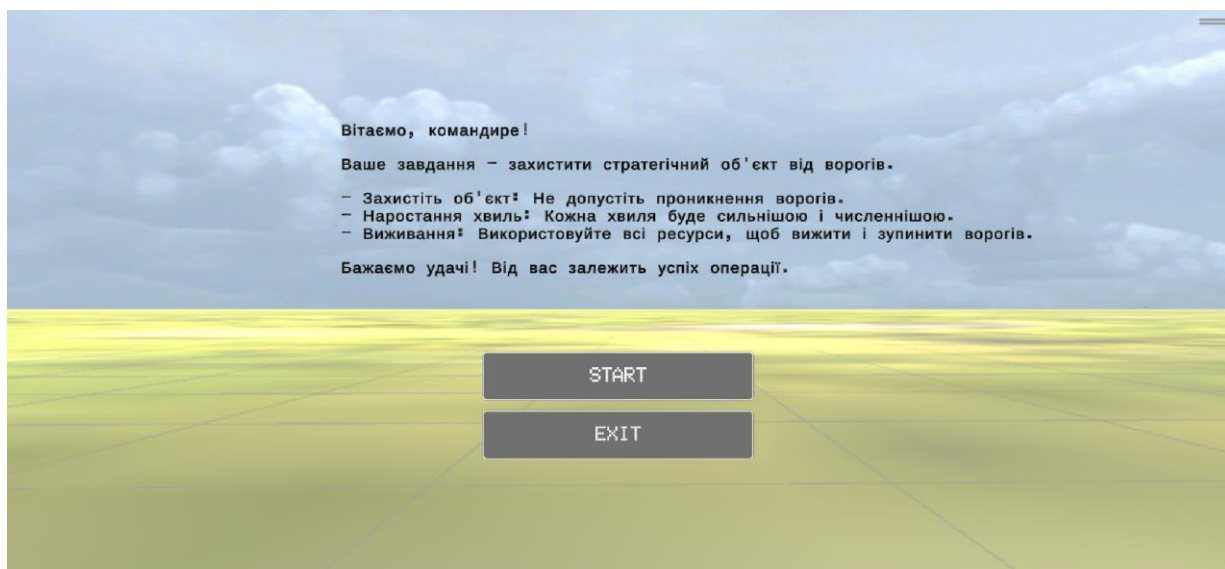 Вітаємо, командире!
Ваше завдання – захистити стратегічний об'єкт від ворогів.
– Захистіть об'єкт: Не допустіть проникнення ворогів.
– Наростання хвиль: Кожна хвиля буде сильнішою і численнішою.
– Виживання: Використовуйте всі ресурси, щоб вижити і зупинити ворогів.
Бажаємо удачі! Від вас залежить успіх операції.
START
EXIT